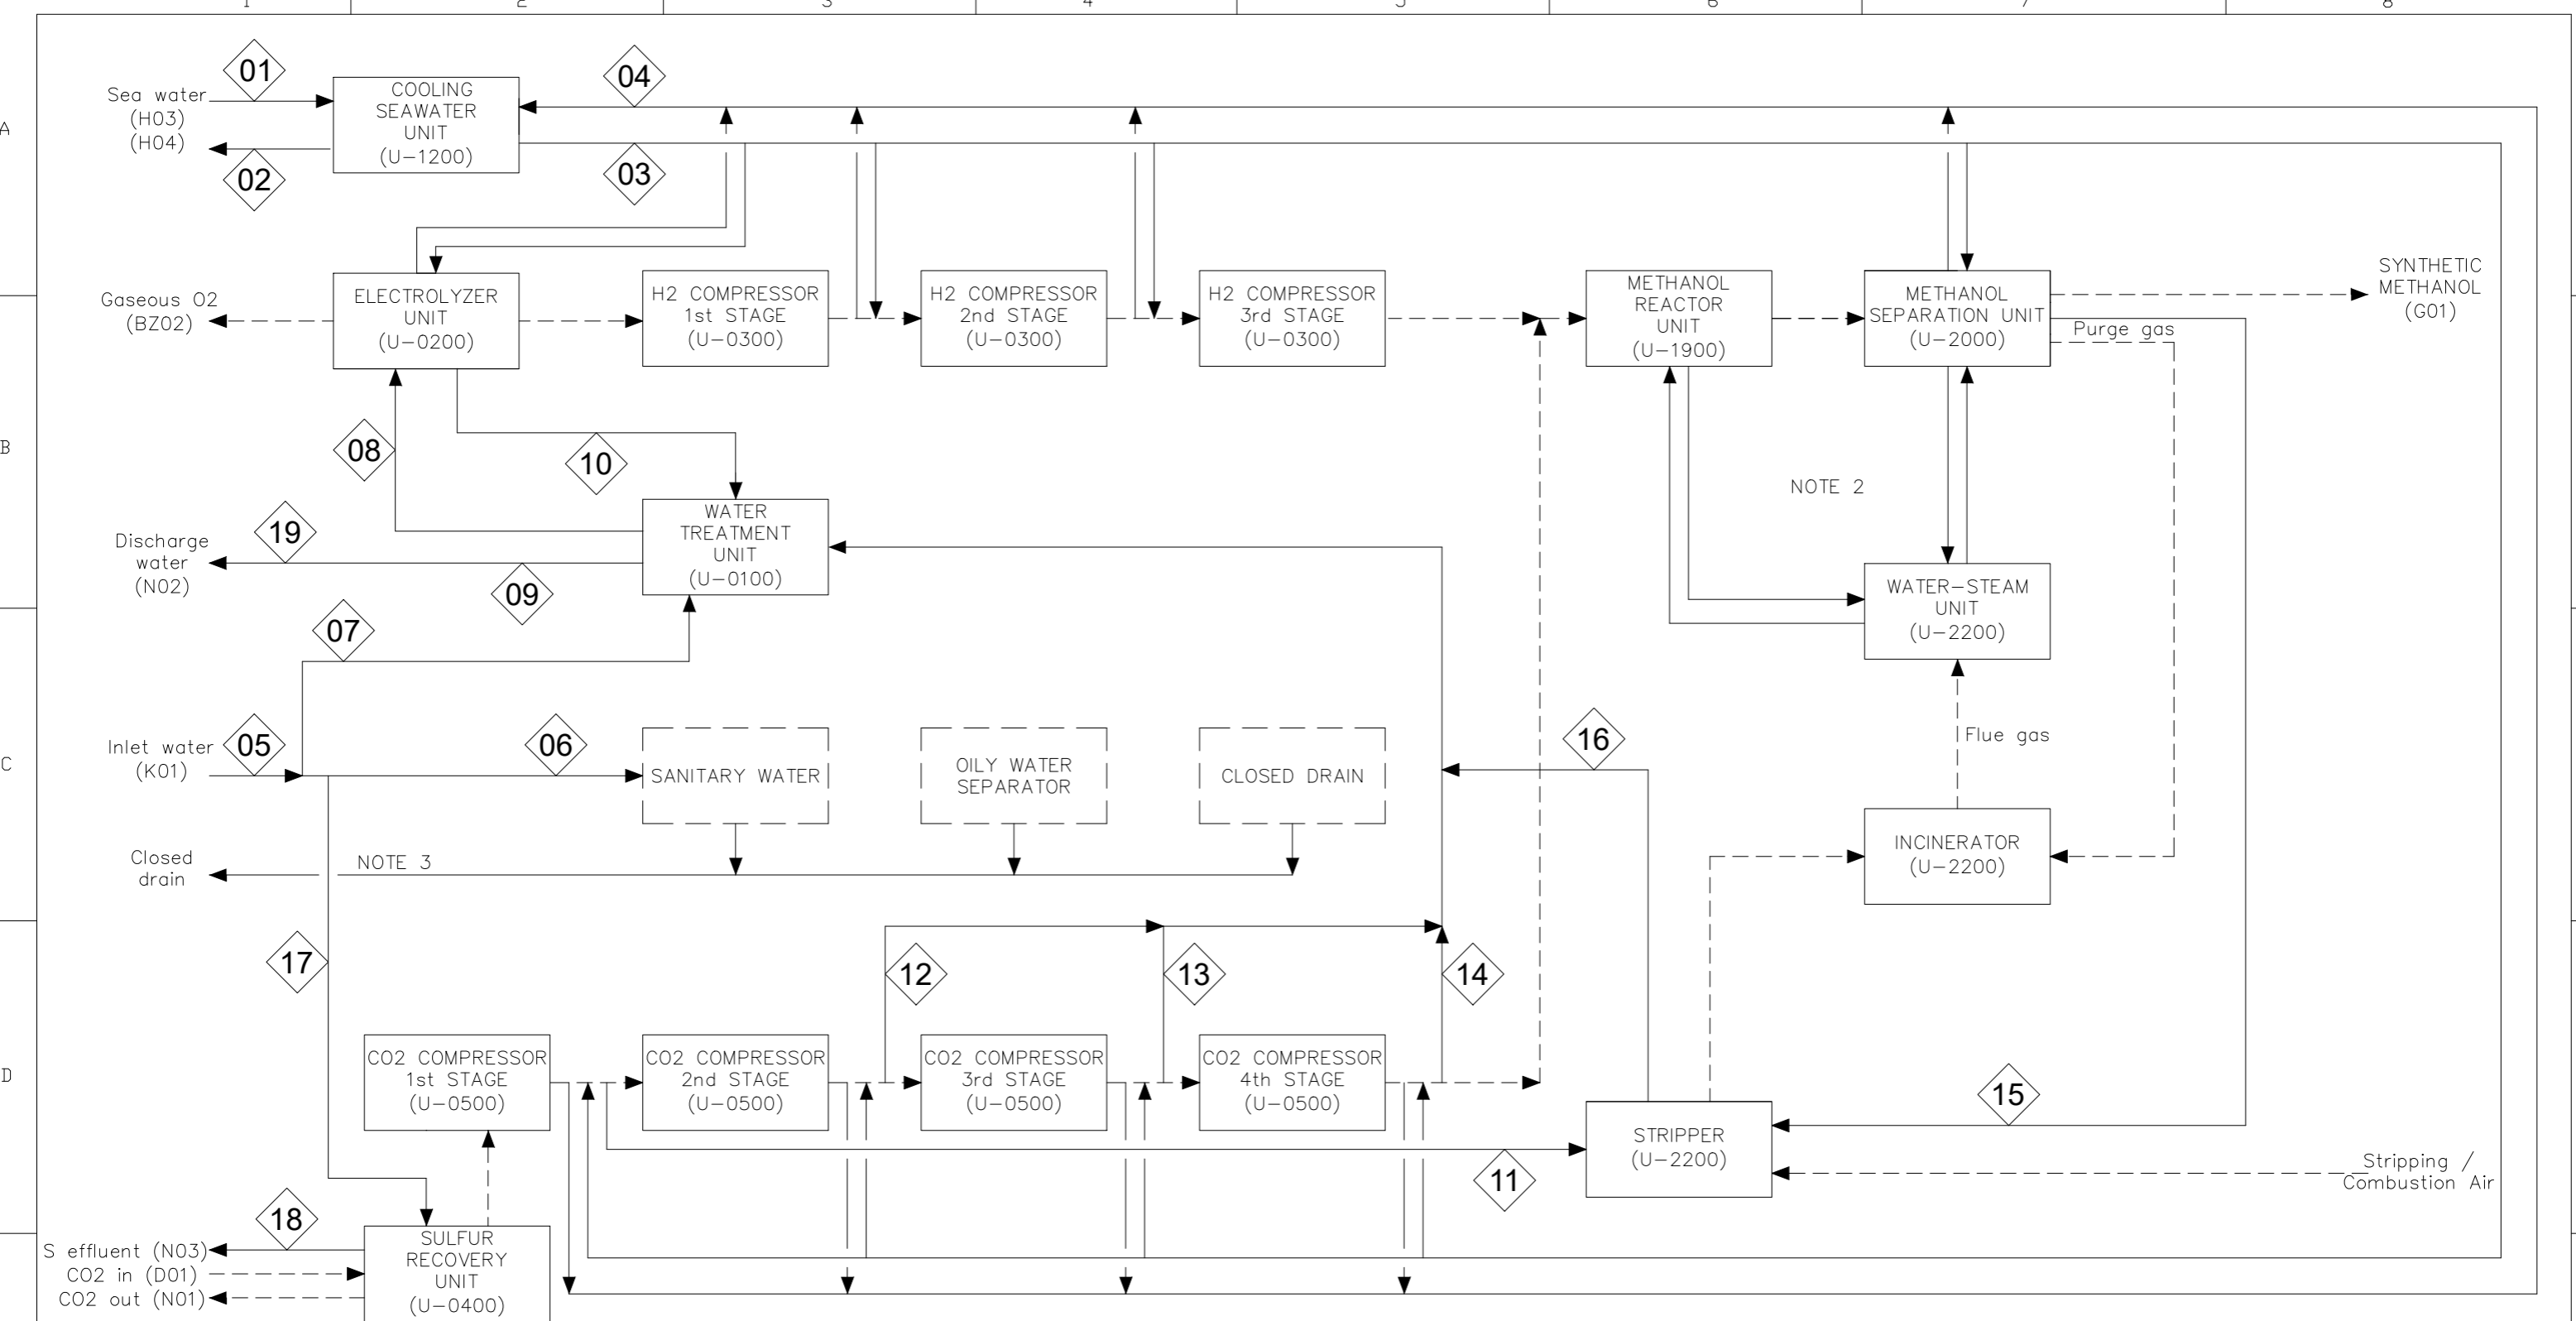 1
2
3
4
5
6
7
8
A
B
C
D
01
04
Sea water
(H03)
(H04)
COOLING
SEAWATER
UNIT
(U-1200)
02
03
Gaseous O2
(BZ02)
ELECTROLYZER
UNIT
(U-0200)
H2 COMPRESSOR
1st STAGE
(U-0300)
H2 COMPRESSOR
2nd STAGE
(U-0300)
H2 COMPRESSOR
3rd STAGE
(U-0300)
METHANOL
REACTOR
UNIT
(U-1900)
METHANOL
SEPARATION UNIT
(U-2000)
Purge gas
SYNTHETIC
METHANOL
(G01)
08
10
NOTE 2
19
Discharge
water
(N02)
09
WATER
TREATMENT
UNIT
(U-0100)
WATER-STEAM
UNIT
(U-2200)
07
Inlet water
(K01)
05
06
SANITARY WATER
OILY WATER
SEPARATOR
CLOSED DRAIN
16
Flue gas
Closed
drain
NOTE 3
INCINERATOR
(U-2200)
17
12
13
14
CO2 COMPRESSOR
1st STAGE
(U-0500)
CO2 COMPRESSOR
2nd STAGE
(U-0500)
CO2 COMPRESSOR
3rd STAGE
(U-0500)
CO2 COMPRESSOR
4th STAGE
(U-0500)
15
STRIPPER
(U-2200)
11
Stripping /
Combustion Air
18
S effluent (N03)
CO2 in (D01)
CO2 out (N01)
SULFUR
RECOVERY
UNIT
(U-0400)